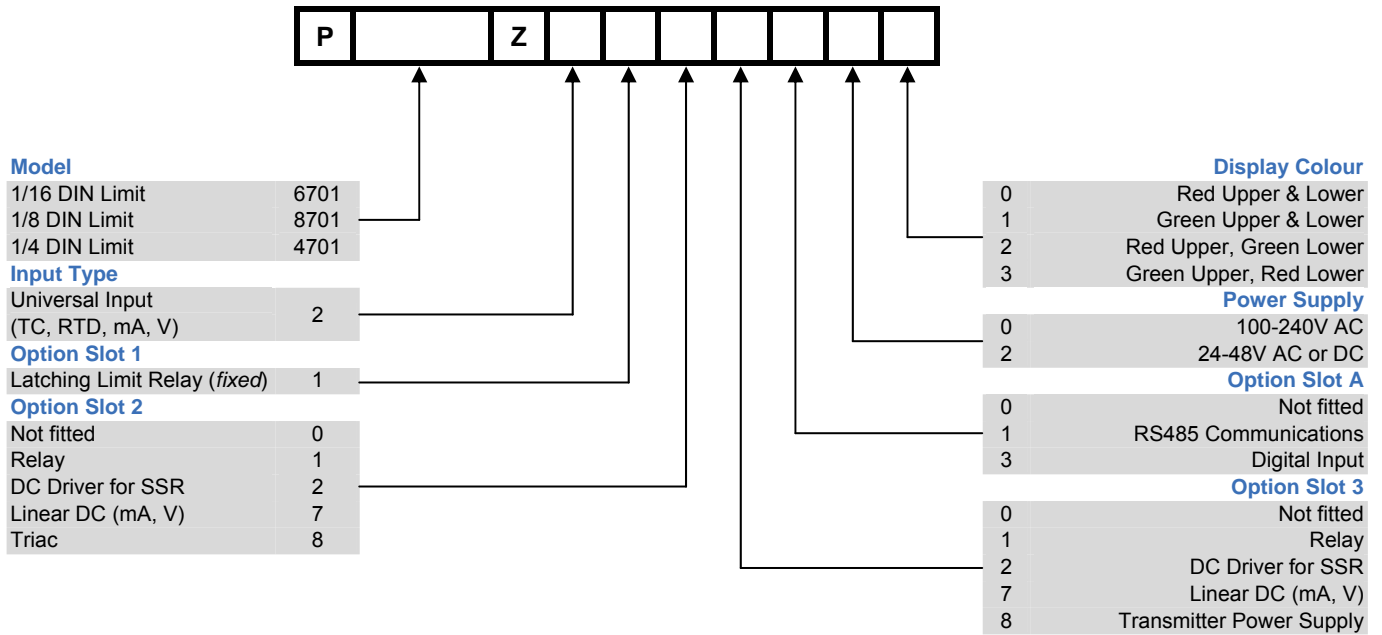 P Z
Model
1/16 DIN Limit 6701
1/8 DIN Limit 8701
1/4 DIN Limit 4701
Input Type
Universal Input
(TC, RTD, mA, V) 2
Option Slot 1
Latching Limit Relay (fixed) 1
Option Slot 2
Not fitted 0
Relay 1
DC Driver for SSR 2
Linear DC (mA, V) 7
Triac 8
Display Colour
0 Red Upper & Lower
1 Green Upper & Lower
2 Red Upper, Green Lower
3 Green Upper, Red Lower
Power Supply
0 100-240V AC
2 24-48V AC or DC
Option Slot A
0 Not fitted
1 RS485 Communications
3 Digital Input
Option Slot 3
0 Not fitted
1 Relay
2 DC Driver for SSR
7 Linear DC (mA, V)
8 Transmitter Power Supply